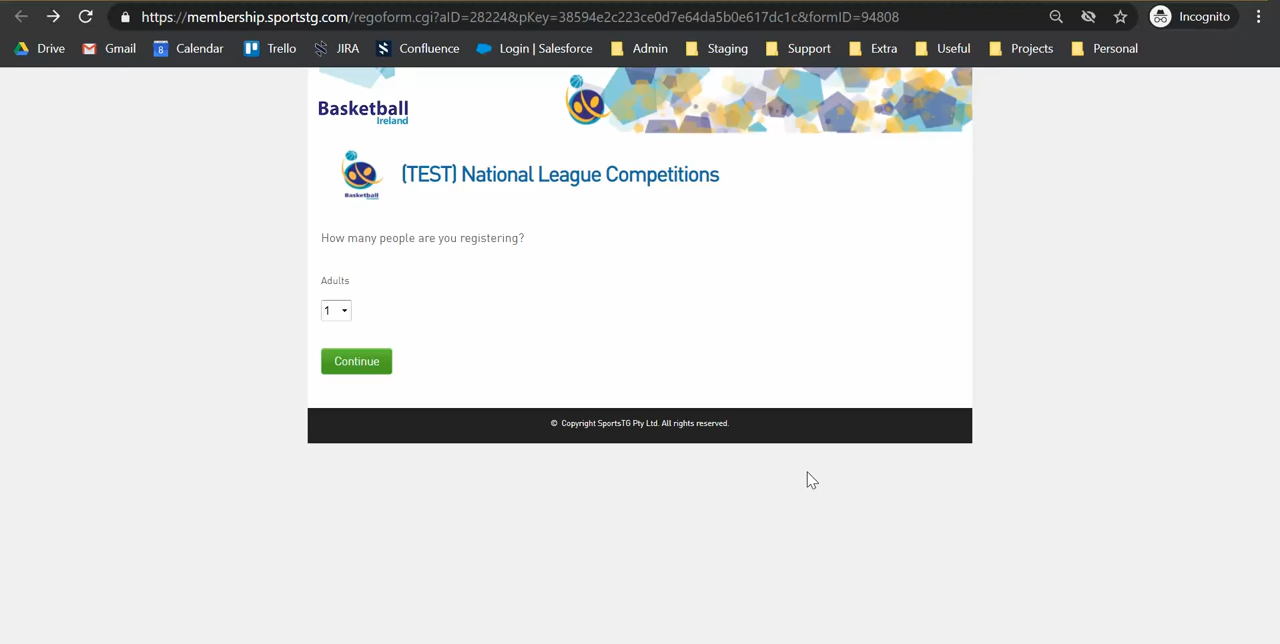 https://membership.sportstg.com/regoform.cgi?aID=28224&pKey=38594e2c223ce0d7e64da5b0e617dc1c&formID=94808 Incognito
Drive Gmail 8 Calendar Trello JIRA Confluence Login | Salesforce Admin Staging Support Extra Useful Projects Personal
Basketball
Ireland
(TEST) National League Competitions
Basketball
How many people are you registering?
Adults
1
Continue
© Copyright SportsTG Pty Ltd. All rights reserved.